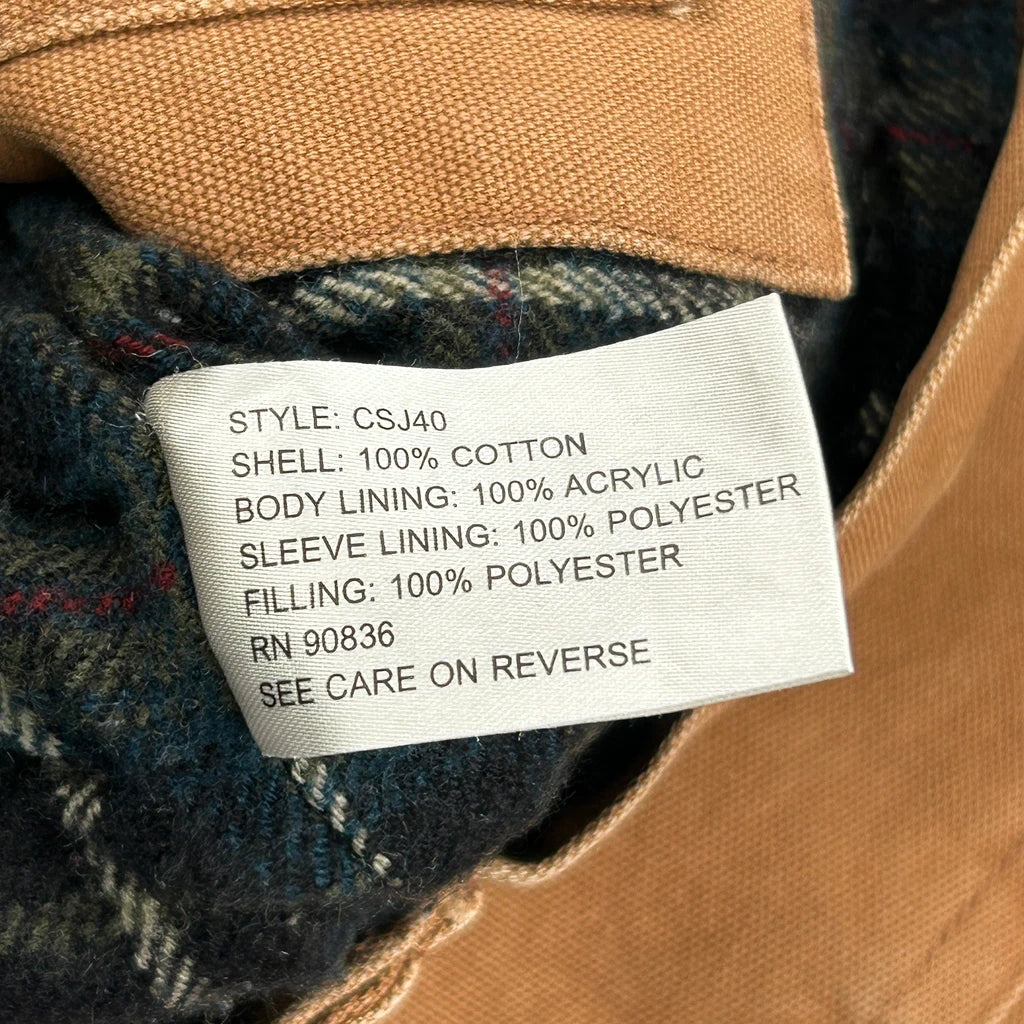 STYLE: CSJ40
SHELL: 100% COTTON
BODY LINING: 100% ACRYLIC
SLEEVE LINING: 100% POLYESTER
FILLING: 100% POLYESTER
RN 90836
SEE CARE ON REVERSE